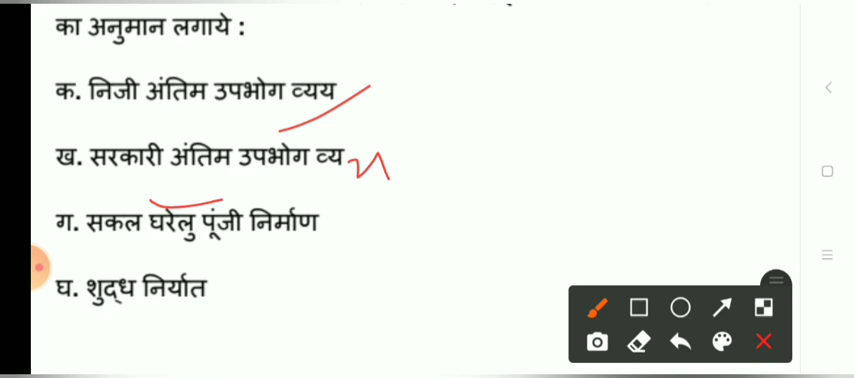 का अनुमान लगाये :
क. निजी अंतिम उपभोग व्यय
ख. सरकारी अंतिम उपभोग व्य
ग. सकल घरेलु पूंजी निर्माण
घ. शुद्ध निर्यात